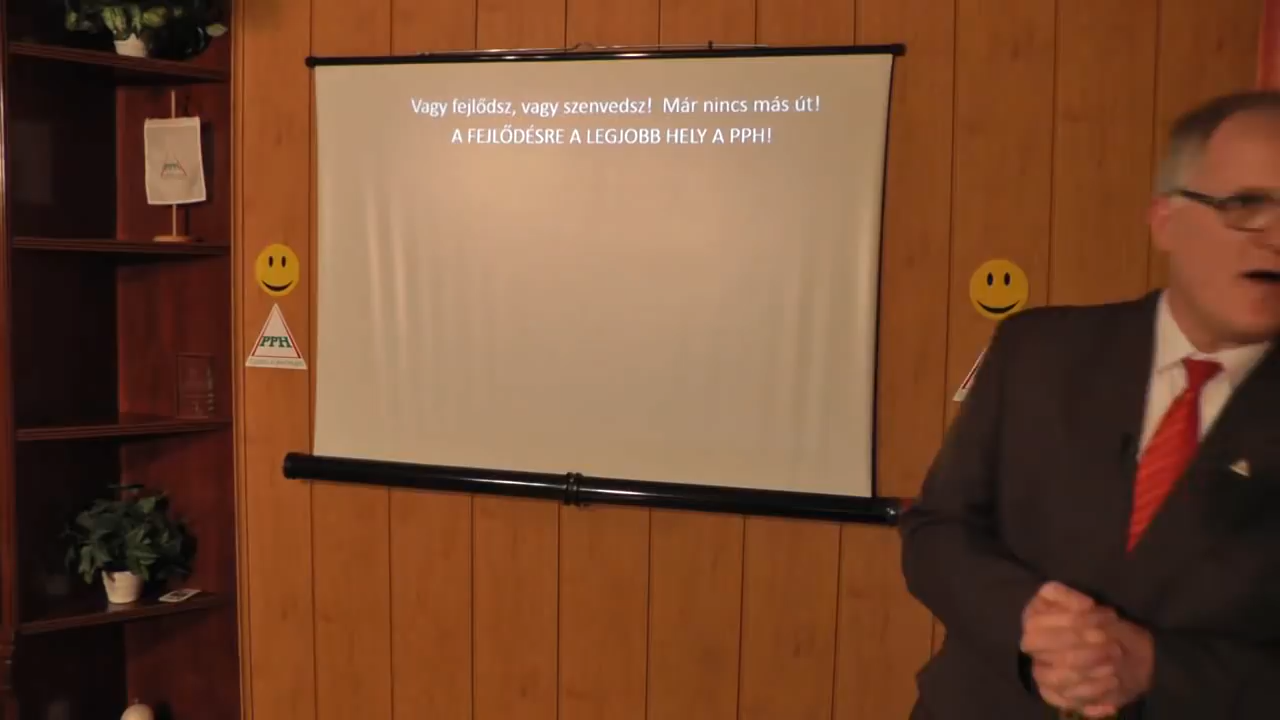 Vagy fejlődsz, vagy szenvedsz! Már nincs más út!
A FEJLŐDÉSRE A LEGJOBB HELY A PPH!
PPH